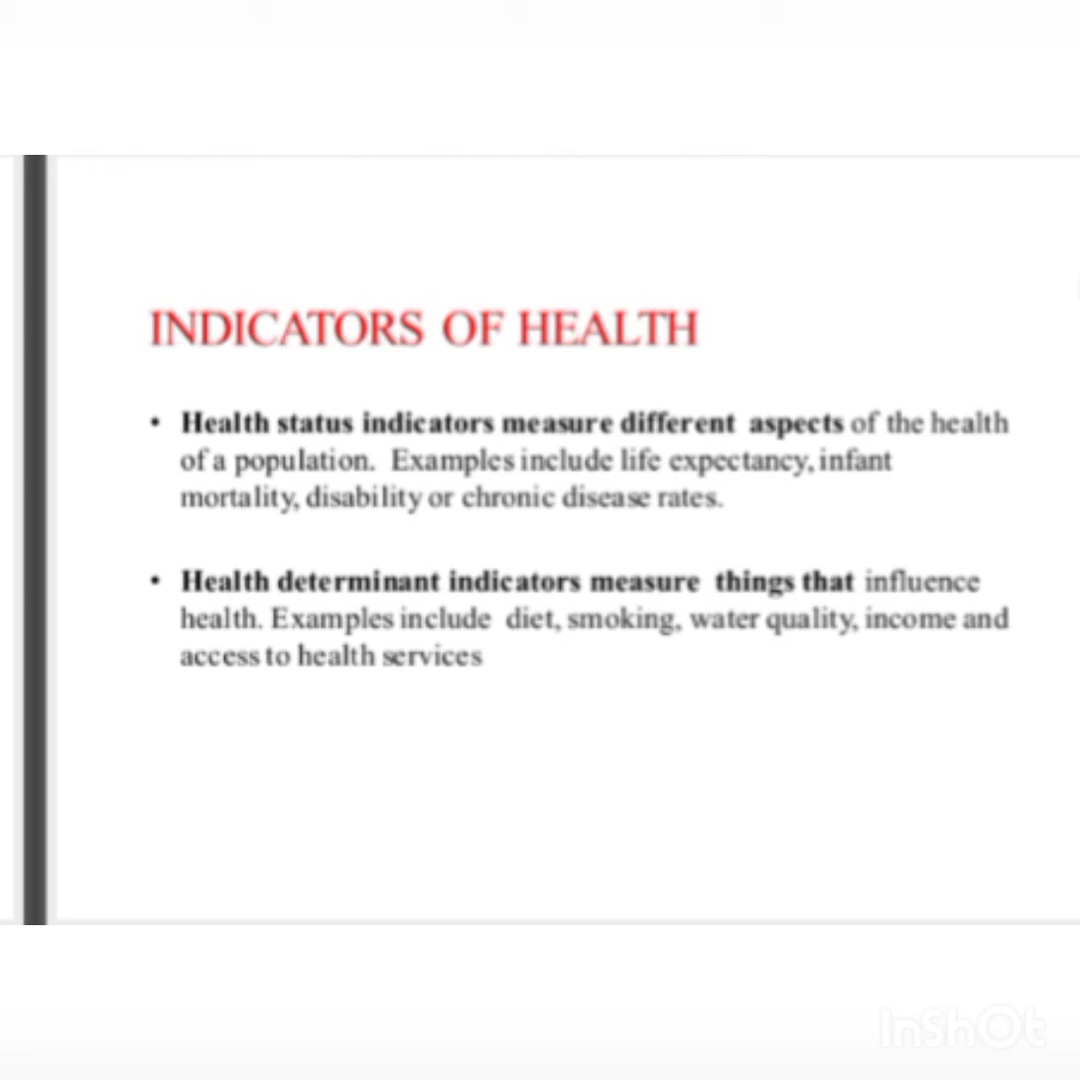 INDICATORS OF HEALTH
• Health status indicators measure different aspects of the health
of a population. Examples include life expectancy, infant
mortality, disability or chronic disease rates.
• Health determinant indicators measure things that influence
health. Examples include diet, smoking, water quality, income and
access to health services
InShOt